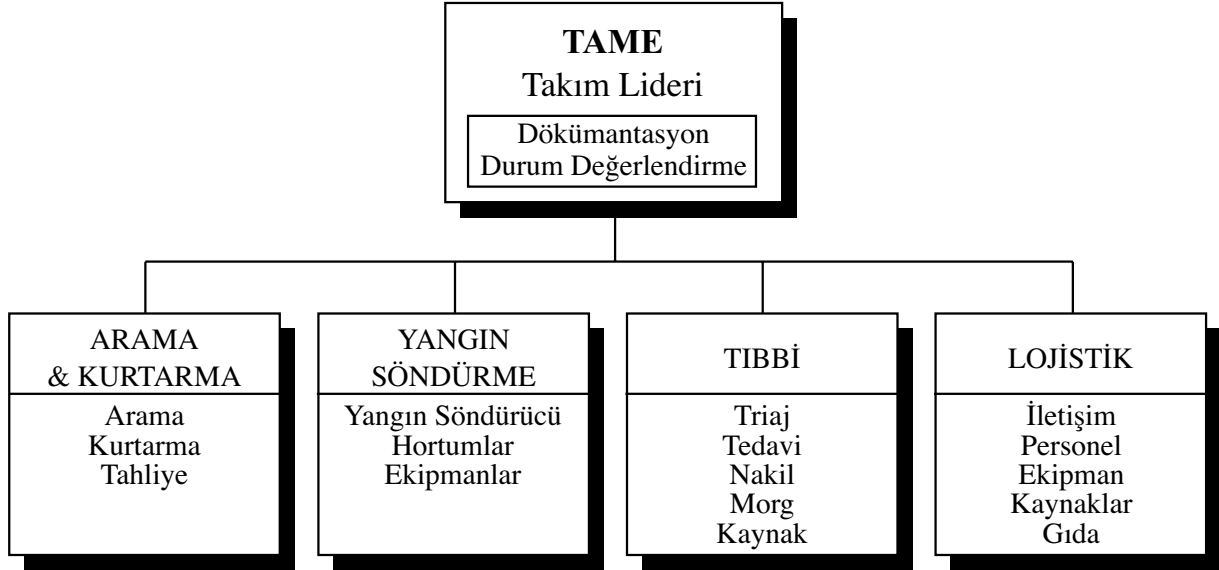 TAME
Takım Lideri
Dökümantasyon
Durum Değerlendirme
ARAMA
& KURTARMA
Arama
Kurtarma
Tahliye
YANGIN
SÖNDÜRME
Yangın Söndürücü
Hortumlar
Ekipmanlar
TIBBİ
Triaj
Tedavi
Nakil
Morg
Kaynak
LOJİSTİK
İletişim
Personel
Ekipman
Kaynaklar
Gıda